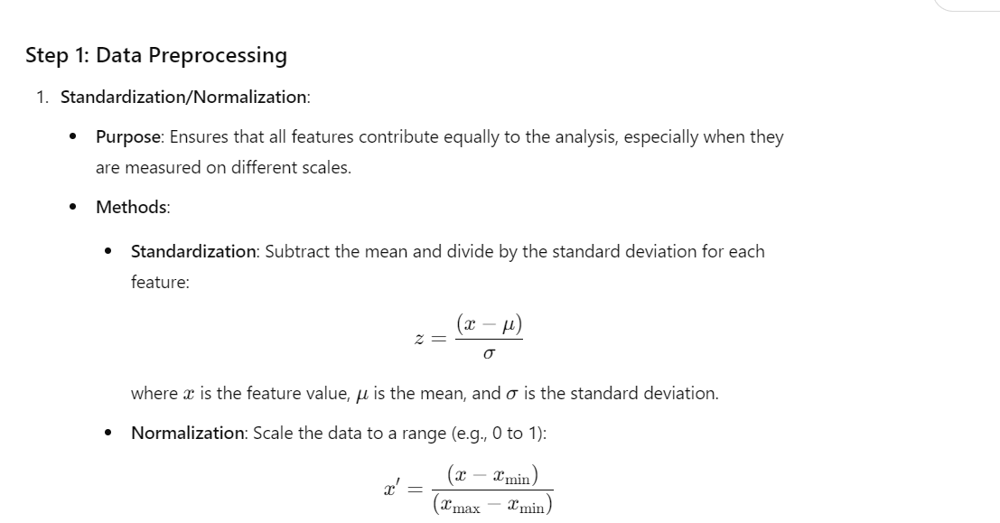 Step 1: Data Preprocessing
1. Standardization/Normalization:
• Purpose: Ensures that all features contribute equally to the analysis, especially when they
are measured on different scales.
• Methods:
• Standardization: Subtract the mean and divide by the standard deviation for each
feature:
z = (x − μ) / σ
where x is the feature value, μ is the mean, and σ is the standard deviation.
• Normalization: Scale the data to a range (e.g., 0 to 1):
x′ = (x − xmin) / (xmax − xmin)